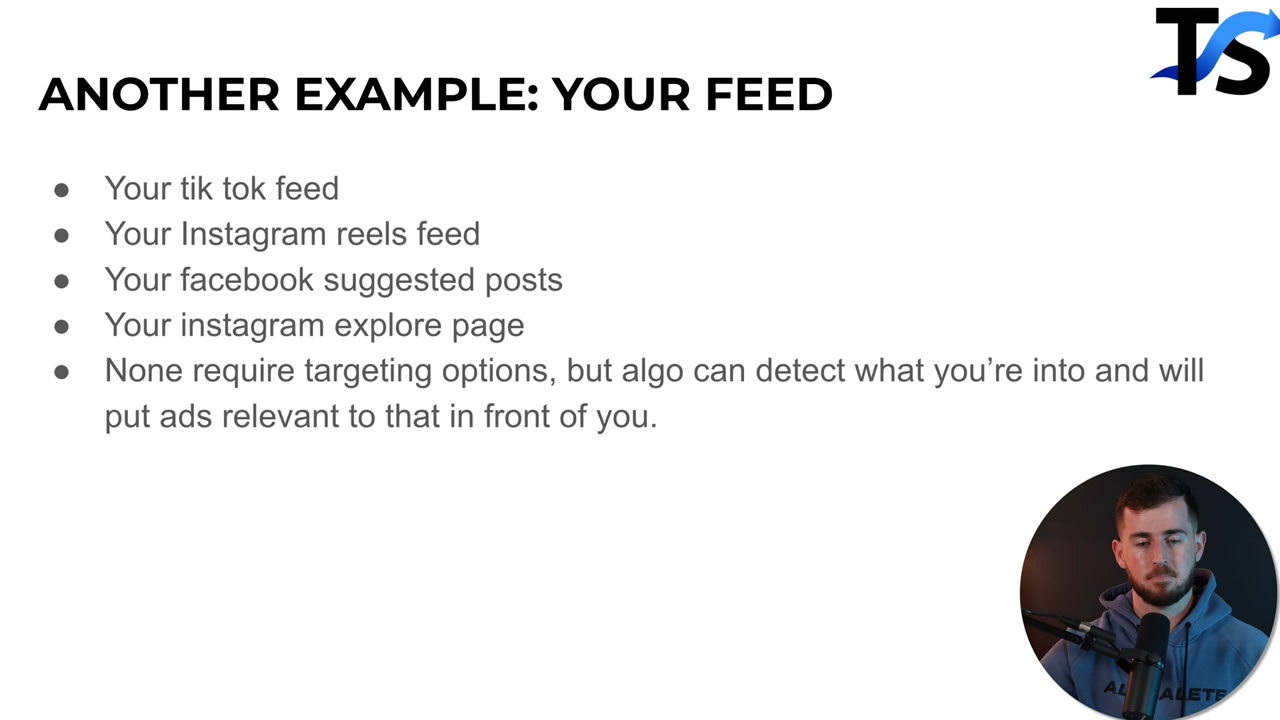 TS
ANOTHER EXAMPLE: YOUR FEED
● Your tik tok feed
● Your Instagram reels feed
● Your facebook suggested posts
● Your instagram explore page
● None require targeting options, but algo can detect what you’re into and will
put ads relevant to that in front of you.